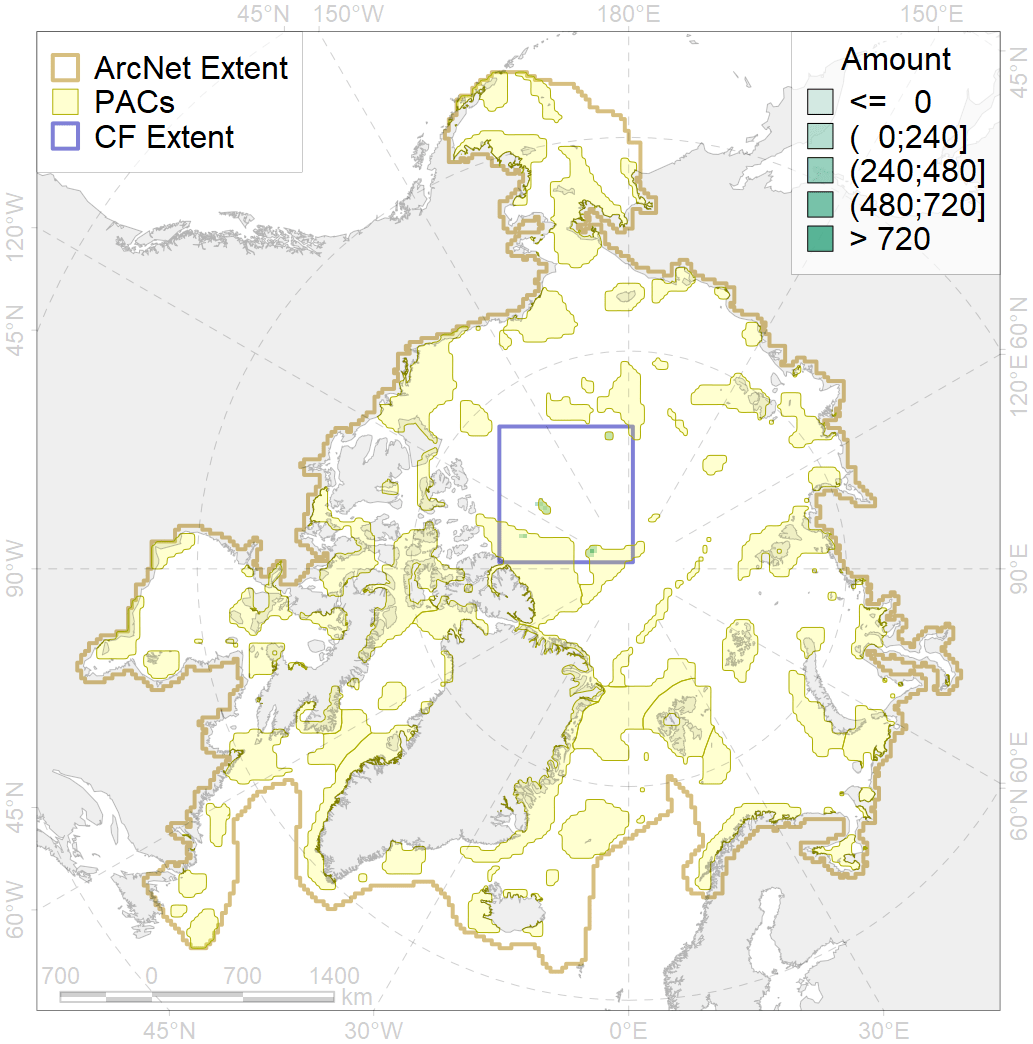 45°N 150°W 180°E 150°E
ArcNet Extent
PACs
CF Extent
Amount
<= 0
( 0;240]
(240;480]
(480;720]
> 720
45°N
120°W
45°N
90°W
45°N
60°W
60°N
120°E
90°E
60°E
60°N
700 0 700 1400
km
45°N 30°W 0°E 30°E